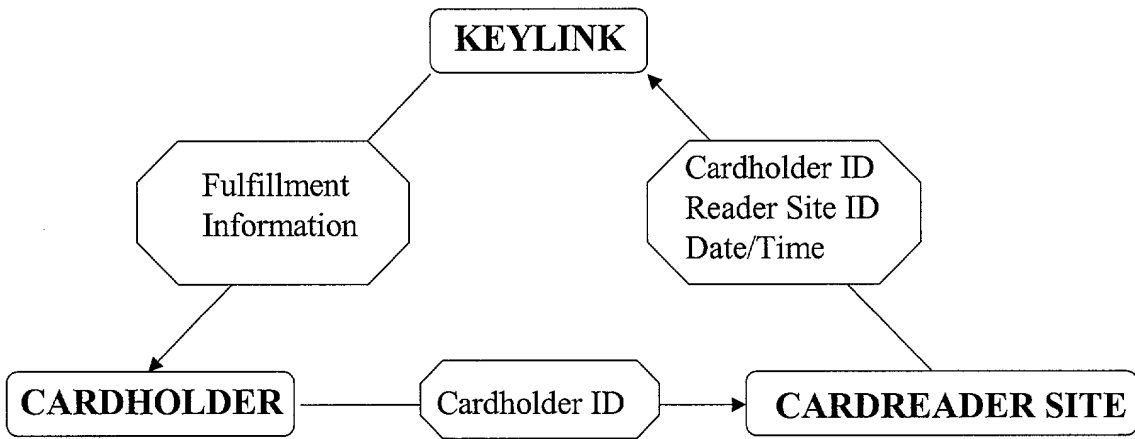 KEYLINK
Fulfillment
Information
Cardholder ID
Reader Site ID
Date/Time
CARDHOLDER
Cardholder ID
CARDREADER SITE